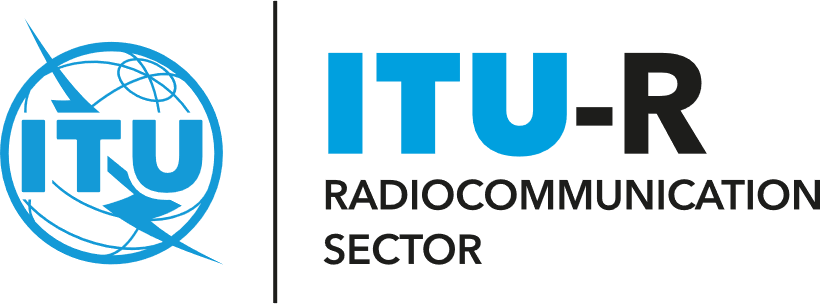 ITU
ITU-R
RADIOCOMMUNICATION
SECTOR